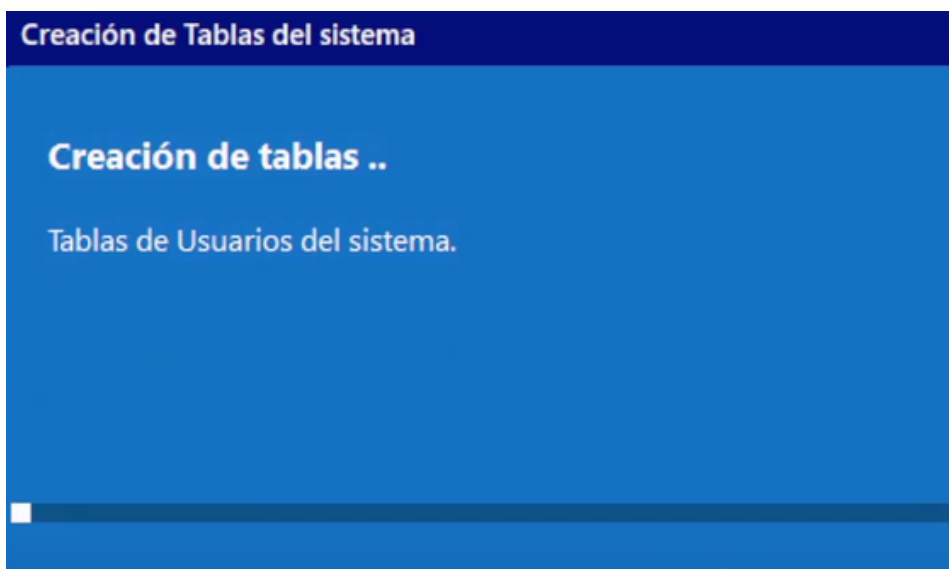 Creación de Tablas del sistema
Creación de tablas ..
Tablas de Usuarios del sistema.